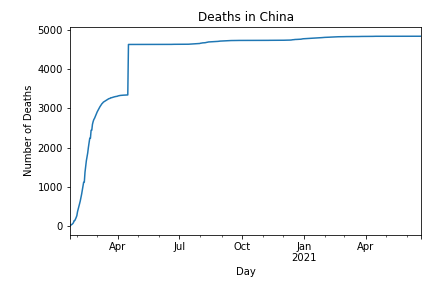 Deaths in China
5000
4000
3000
2000
1000
0
Number of Deaths
Apr
Jul
Oct
Jan
2021
Apr
Day